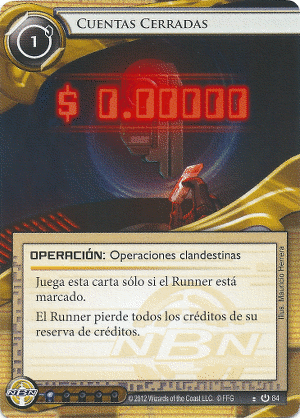 CUENTAS CERRADAS
1
$ 0.00000
OPERACIÓN: Operaciones clandestinas
Juega esta carta sólo si el Runner está
marcado.
El Runner pierde todos los créditos de su
reserva de créditos.
Ilus. Mauricio Herrera
NBN
NBN
© 2012 Wizards of the Coast LLC. © FFG
84